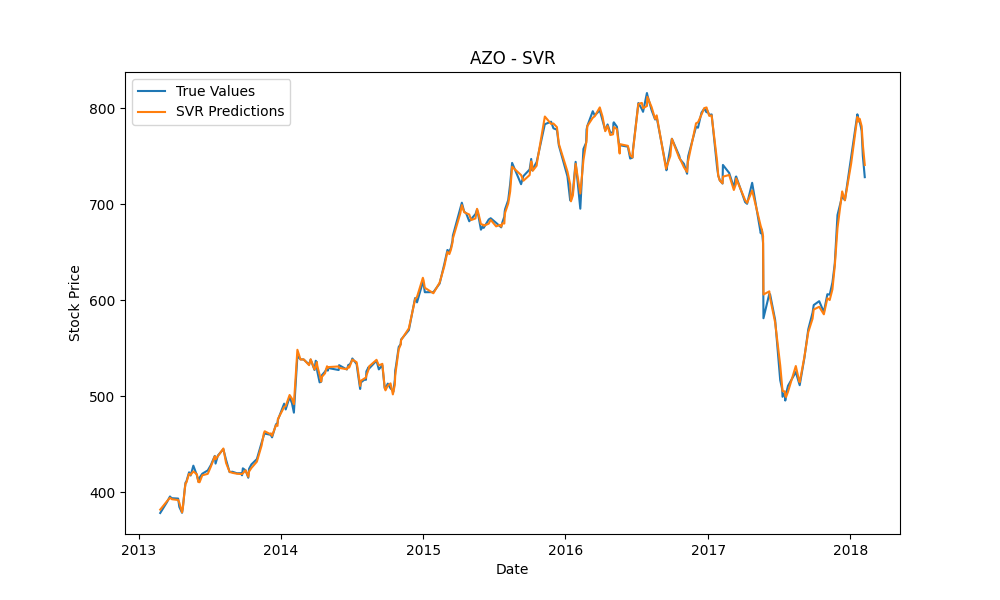 AZO - SVR
True Values
SVR Predictions
800
700
600
500
400
Stock Price
2013 2014 2015 2016 2017 2018
Date